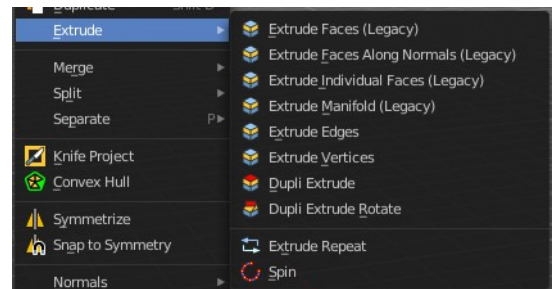 Duplicate Shift D
Extrude
Merge
Split
Separate P
Knife Project
Convex Hull
Symmetrize
Snap to Symmetry
Normals
Extrude Faces (Legacy)
Extrude Faces Along Normals (Legacy)
Extrude Individual Faces (Legacy)
Extrude Manifold (Legacy)
Extrude Edges
Extrude Vertices
Dupli Extrude
Dupli Extrude Rotate
Extrude Repeat
Spin